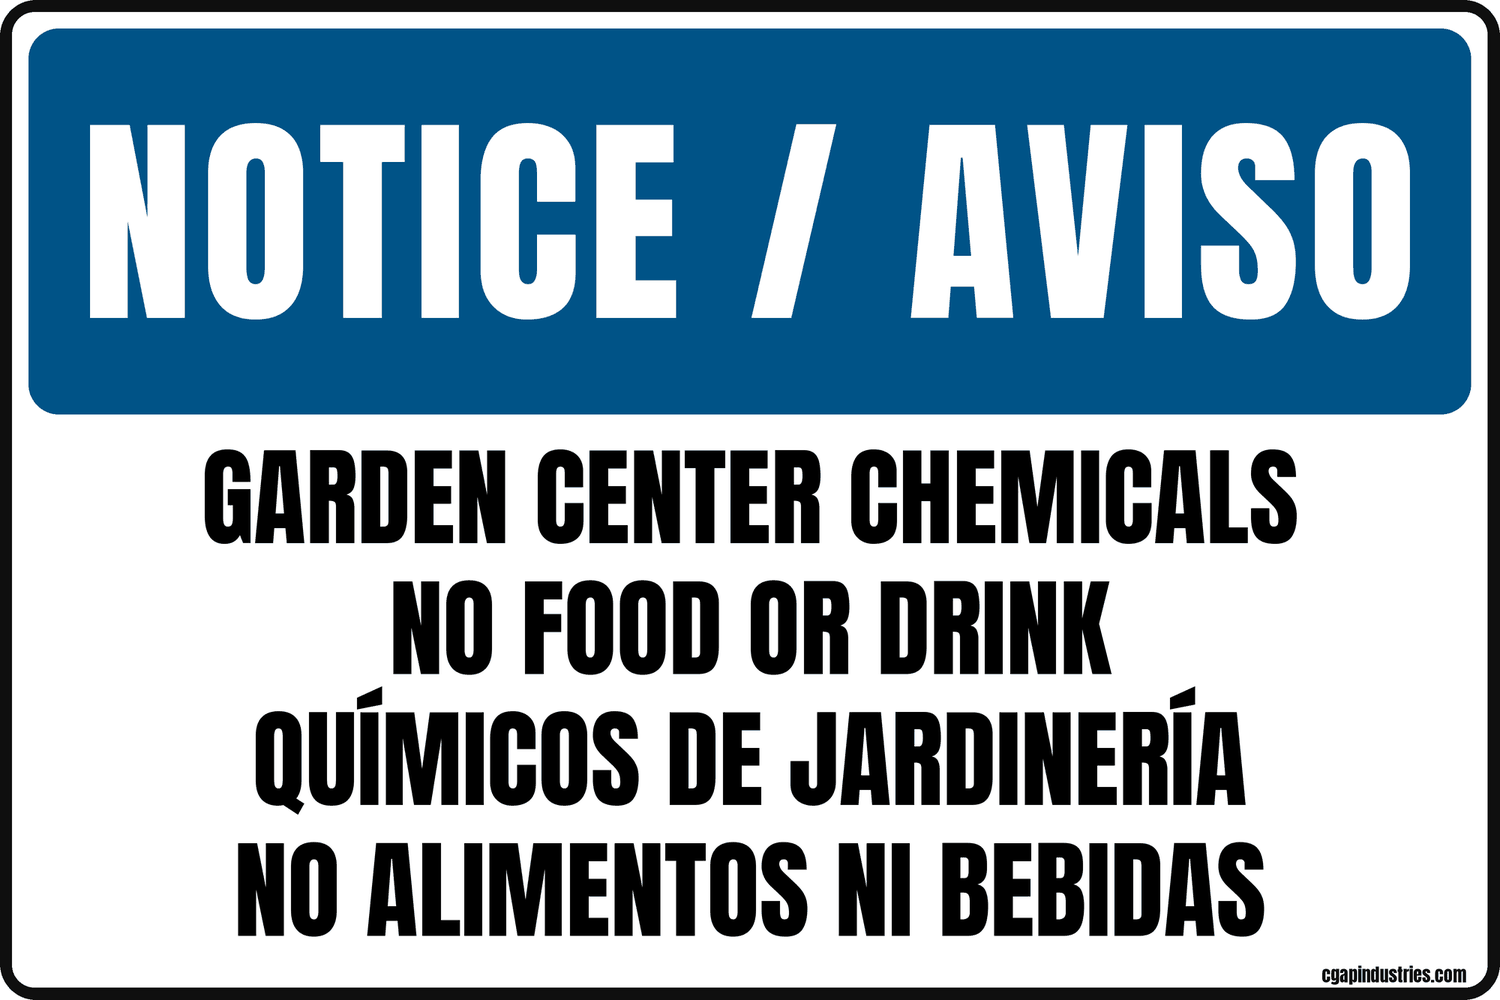 NOTICE / AVISO
GARDEN CENTER CHEMICALS
NO FOOD OR DRINK
QUÍMICOS DE JARDINERÍA
NO ALIMENTOS NI BEBIDAS
cgapindustries.com